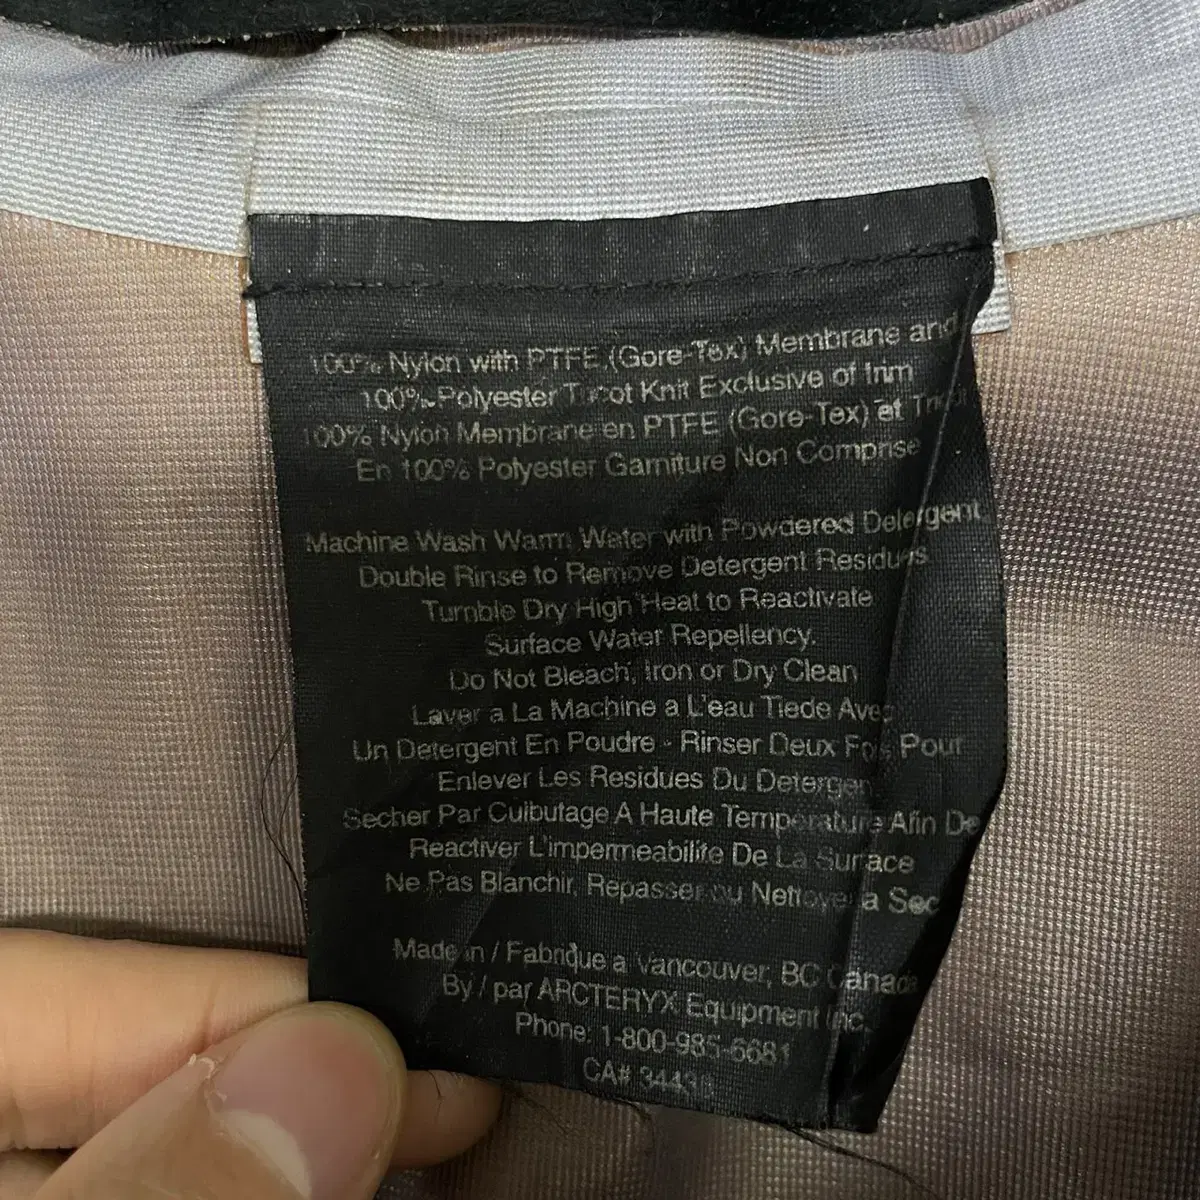 100% Nylon with PTFE (Gore-Tex) Membrane and
100% Polyester Tricot Knit Exclusive of Trim
100% Nylon Membrane en PTFE (Gore-Tex) et Tricot
En 100% Polyester Garniture Non Comprise
Machine Wash Warm Water with Powdered Detergent
Double Rinse to Remove Detergent Residues
Tumble Dry High Heat to Reactivate
Surface Water Repellency.
Do Not Bleach, Iron or Dry Clean
Laver a La Machine a L'eau Tiede Avec
Un Detergent En Poudre - Rinser Deux Fois Pour
Enlever Les Residues Du Detergent
Secher Par Culbutage A Haute Temperature Afin De
Reactiver L'impermeabilite De La Surface
Ne Pas Blanchir, Repasser ou Nettoyer a Sec
Made in / Fabrique a Vancouver, BC Canada
By / par ARCTERYX Equipment Inc.
Phone: 1-800-985-6681
CA#